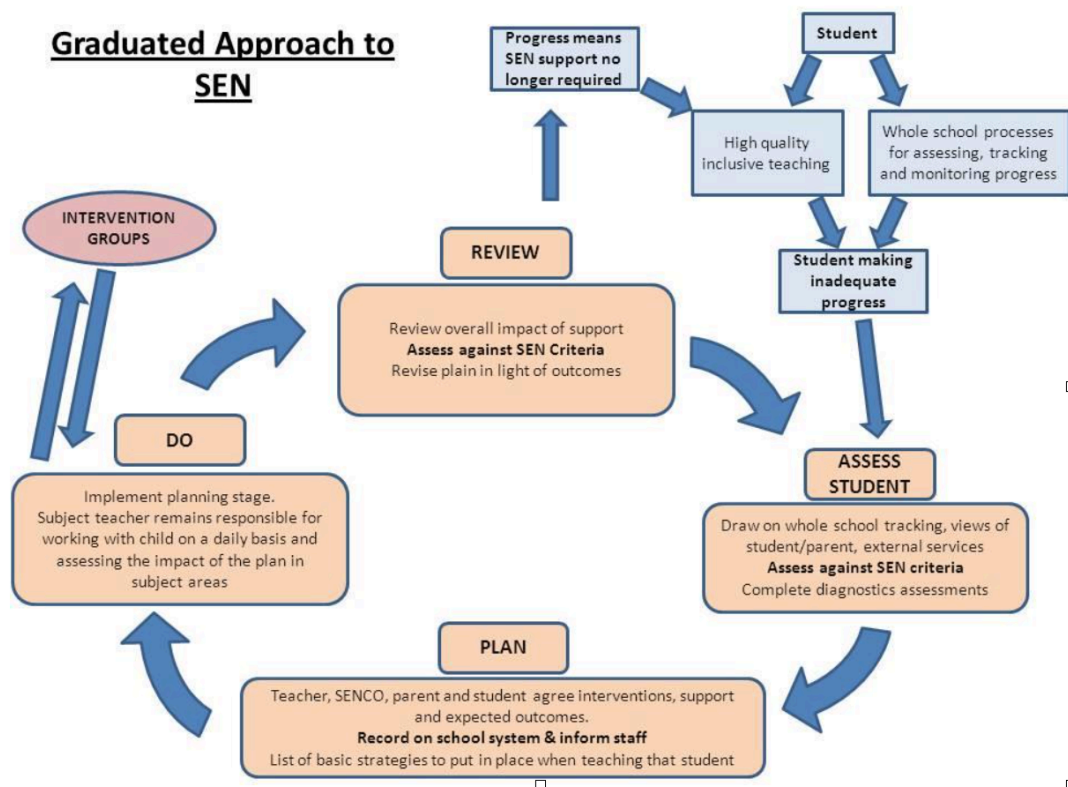 Graduated Approach to
SEN
Progress means
SEN support no
longer required
Student
High quality
inclusive teaching
Whole school processes
for assessing, tracking
and monitoring progress
Student making
inadequate
progress
INTERVENTION
GROUPS
REVIEW
Review overall impact of support
Assess against SEN Criteria
Revise plain in light of outcomes
DO
Implement planning stage.
Subject teacher remains responsible for
working with child on a daily basis and
assessing the impact of the plan in
subject areas
ASSESS
STUDENT
Draw on whole school tracking, views of
student/parent, external services
Assess against SEN criteria
Complete diagnostics assessments
PLAN
Teacher, SENCO, parent and student agree interventions, support
and expected outcomes.
Record on school system & inform staff
List of basic strategies to put in place when teaching that student